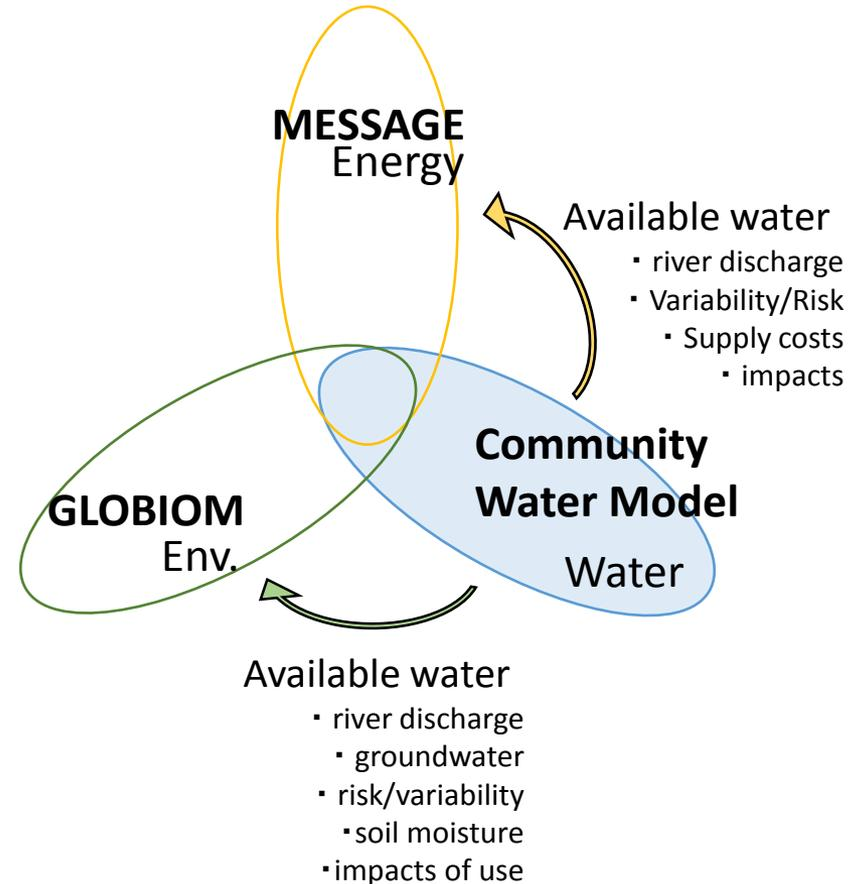 MESSAGE
Energy
Available water
▪ river discharge
▪ Variability/Risk
▪ Supply costs
▪ impacts
Community
Water Model
Water
GLOBIOM
Env.
Available water
▪ river discharge
▪ groundwater
▪ risk/variability
▪soil moisture
▪impacts of use